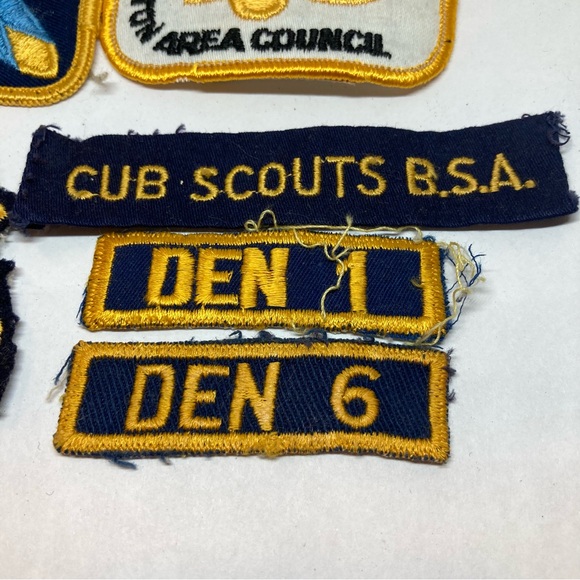 AREA COUNCIL
CUB SCOUTS B.S.A.
DEN 1
DEN 6